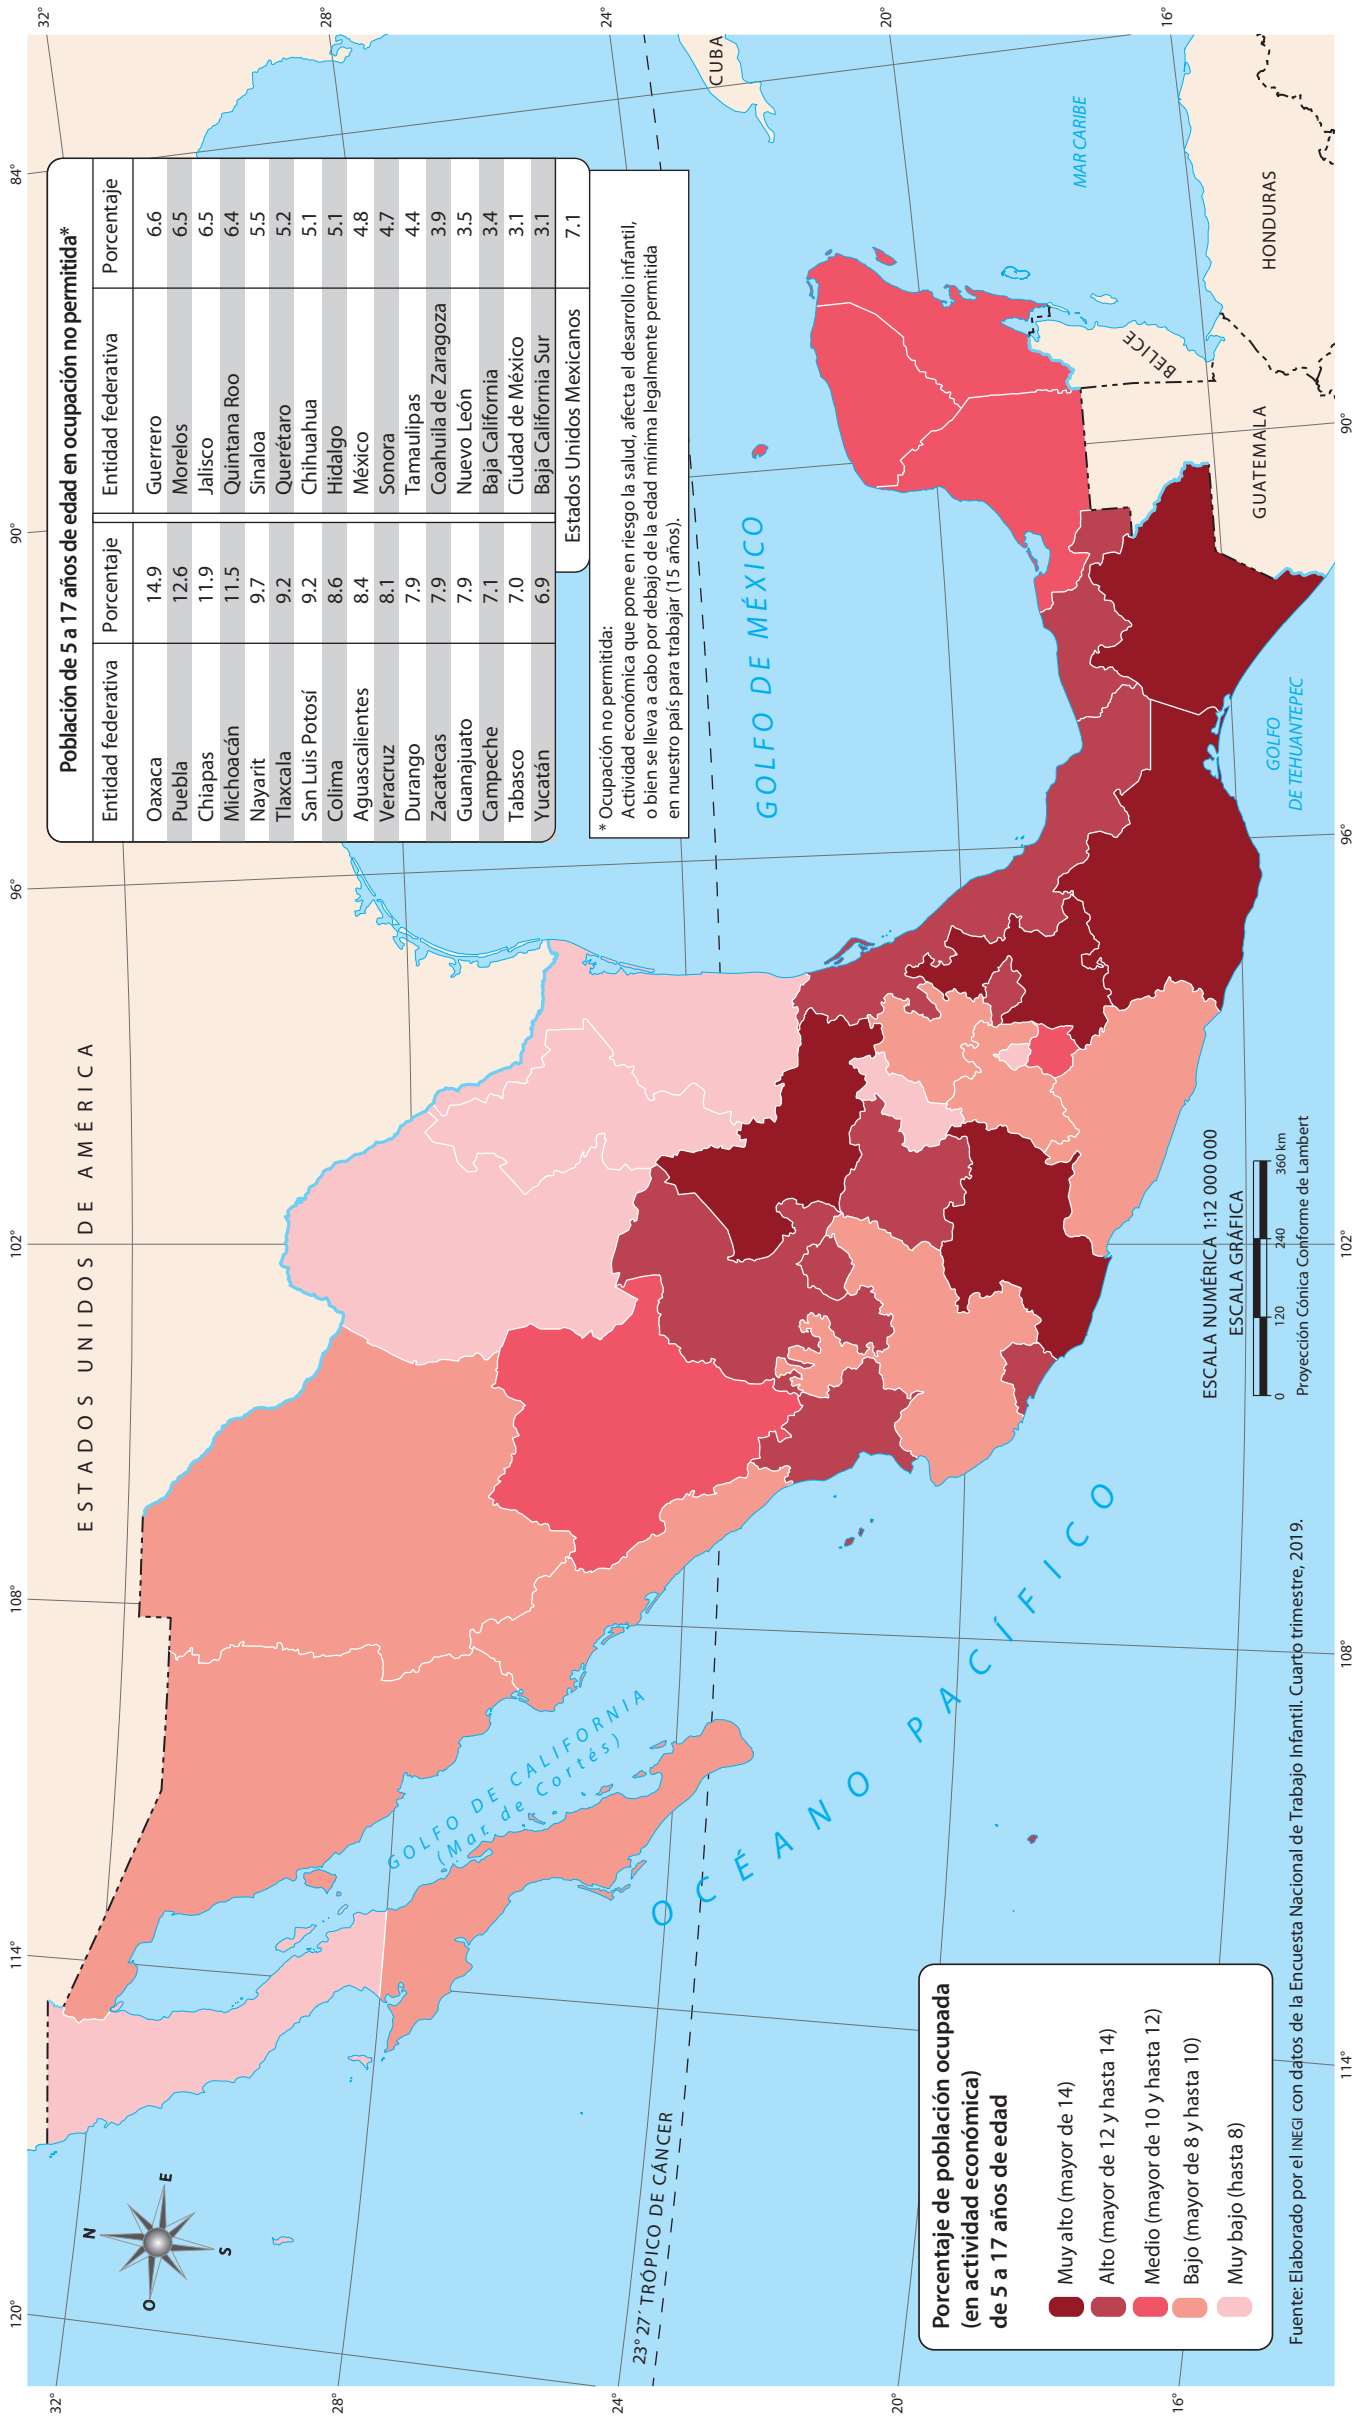 Población de 5 a 17 años de edad en ocupación no permitida*
Entidad federativa Porcentaje Entidad federativa Porcentaje
Oaxaca 14.9 Guerrero 6.6
Puebla 12.6 Morelos 6.5
Chiapas 11.9 Jalisco 6.5
Michoacán 11.5 Quintana Roo 6.4
Nayarit 9.7 Sinaloa 5.5
Tlaxcala 9.2 Querétaro 5.2
San Luis Potosí 9.2 Chihuahua 5.1
Colima 8.6 Hidalgo 5.1
Aguascalientes 8.4 México 4.8
Veracruz 8.1 Sonora 4.7
Durango 7.9 Tamaulipas 4.4
Zacatecas 7.9 Coahuila de Zaragoza 3.9
Guanajuato 7.9 Nuevo León 3.5
Campeche 7.1 Baja California 3.4
Tabasco 7.0 Ciudad de México 3.1
Yucatán 6.9 Baja California Sur 3.1
Estados Unidos Mexicanos 7.1
* Ocupación no permitida:
Actividad económica que pone en riesgo la salud, afecta el desarrollo infantil,
o bien se lleva a cabo por debajo de la edad mínima legalmente permitida
en nuestro país para trabajar (15 años).
120° 114° 108° 102° 96° 90° 84°
32°
28°
24°
20°
16°
32°
28°
24°
20°
16°
N
O
E
S
ESTADOS UNIDOS DE AMÉRICA
GOLFO DE CALIFORNIA
(Mar de Cortés)
GOLFO DE MÉXICO
CUBA
23° 27´ TRÓPICO DE CÁNCER
OCÉANO PACÍFICO
MAR CARIBE
BELICE
GUATEMALA
HONDURAS
GOLFO
DE TEHUANTEPEC
Porcentaje de población ocupada
(en actividad económica)
de 5 a 17 años de edad
Muy alto (mayor de 14)
Alto (mayor de 12 y hasta 14)
Medio (mayor de 10 y hasta 12)
Bajo (mayor de 8 y hasta 10)
Muy bajo (hasta 8)
ESCALA NUMÉRICA 1:12 000 000
ESCALA GRÁFICA
0 120 240 360 km
Proyección Cónica Conforme de Lambert
Fuente: Elaborado por el INEGI con datos de la Encuesta Nacional de Trabajo Infantil. Cuarto trimestre, 2019.
114° 108° 102° 96° 90°